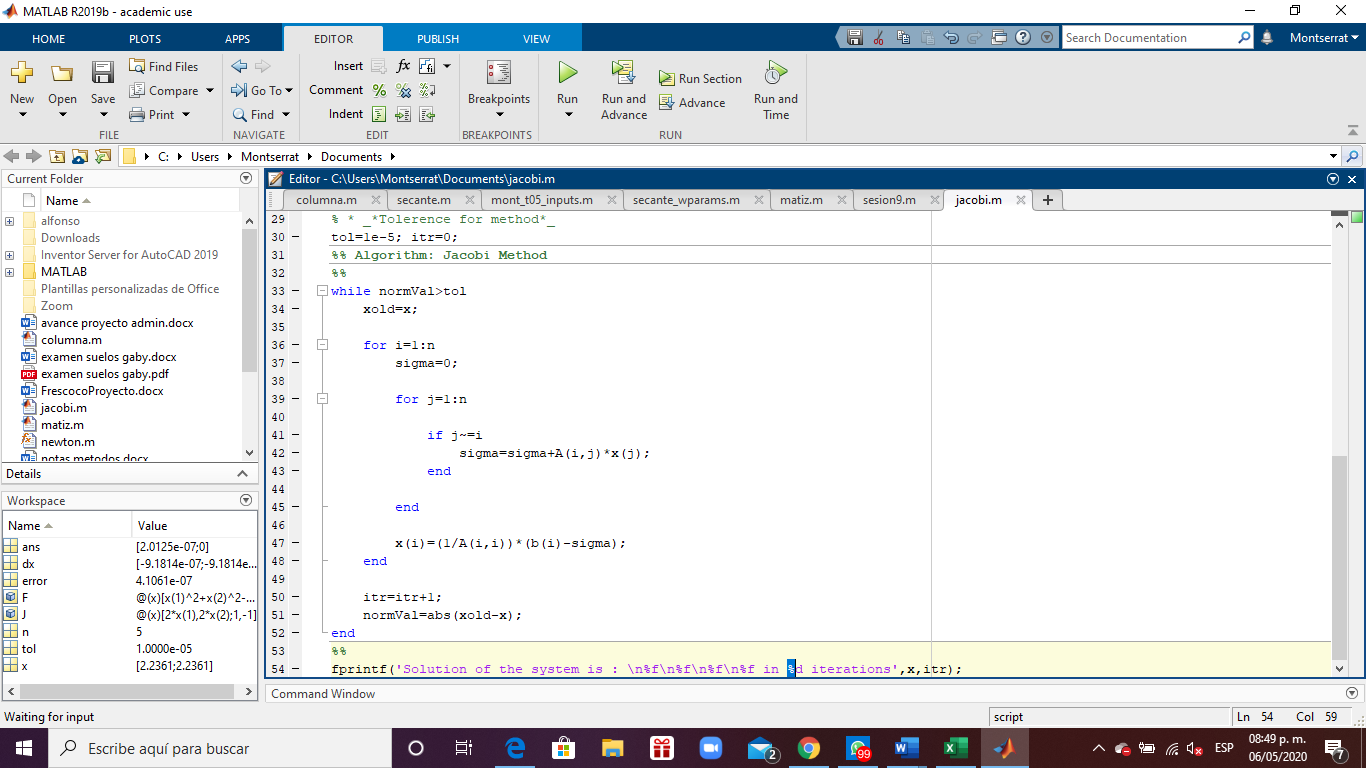 MATLAB R2019b - academic use
HOME PLOTS APPS EDITOR PUBLISH VIEW Search Documentation Montserrat
New Open Save Find Files Compare Print Go To Find Insert Comment Indent Breakpoints Run Run and Advance Run Section Advance Run and Time
FILE NAVIGATE EDIT BREAKPOINTS RUN
C: Users Montserrat Documents
Current Folder
Name
alfonso
Downloads
Inventor Server for AutoCAD 2019
MATLAB
Plantillas personalizadas de Office
Zoom
avance proyecto admin.docx
columna.m
examen suelos gaby.docx
examen suelos gaby.pdf
FrescocoProyecto.docx
jacobi.m
matiz.m
newton.m
notas metodos.docx
Details
Workspace
Name Value
ans [2.0125e-07;0]
dx [-9.1814e-07;-9.1814e...
error 4.1061e-07
F @(x)[x(1)^2+x(2)^2-...
J @(x)[2*x(1),2*x(2);1,-1]
n 5
tol 1.0000e-05
x [2.2361;2.2361]
Editor - C:\Users\Montserrat\Documents\jacobi.m
columna.m secante.m mont_t05_inputs.m secante_wparams.m matiz.m sesion9.m jacobi.m
29 % * _*Tolerence for method*_
30 tol=1e-5; itr=0;
31 %% Algorithm: Jacobi Method
32 %%
33 while normVal>tol
34 xold=x;
35
36 for i=1:n
37 sigma=0;
38
39 for j=1:n
40
41 if j~=i
42 sigma=sigma+A(i,j)*x(j);
43 end
44
45 end
46
47 x(i)=(1/A(i,i))*(b(i)-sigma);
48 end
49
50 itr=itr+1;
51 normVal=abs(xold-x);
52 end
53 %%
54 fprintf('Solution of the system is : \n%f\n%f\n%f\n%f in %d iterations',x,itr);
Command Window
Waiting for input script Ln 54 Col 59
Escribe aquí para buscar 2 99 ESP 08:49 p. m.
06/05/2020 7